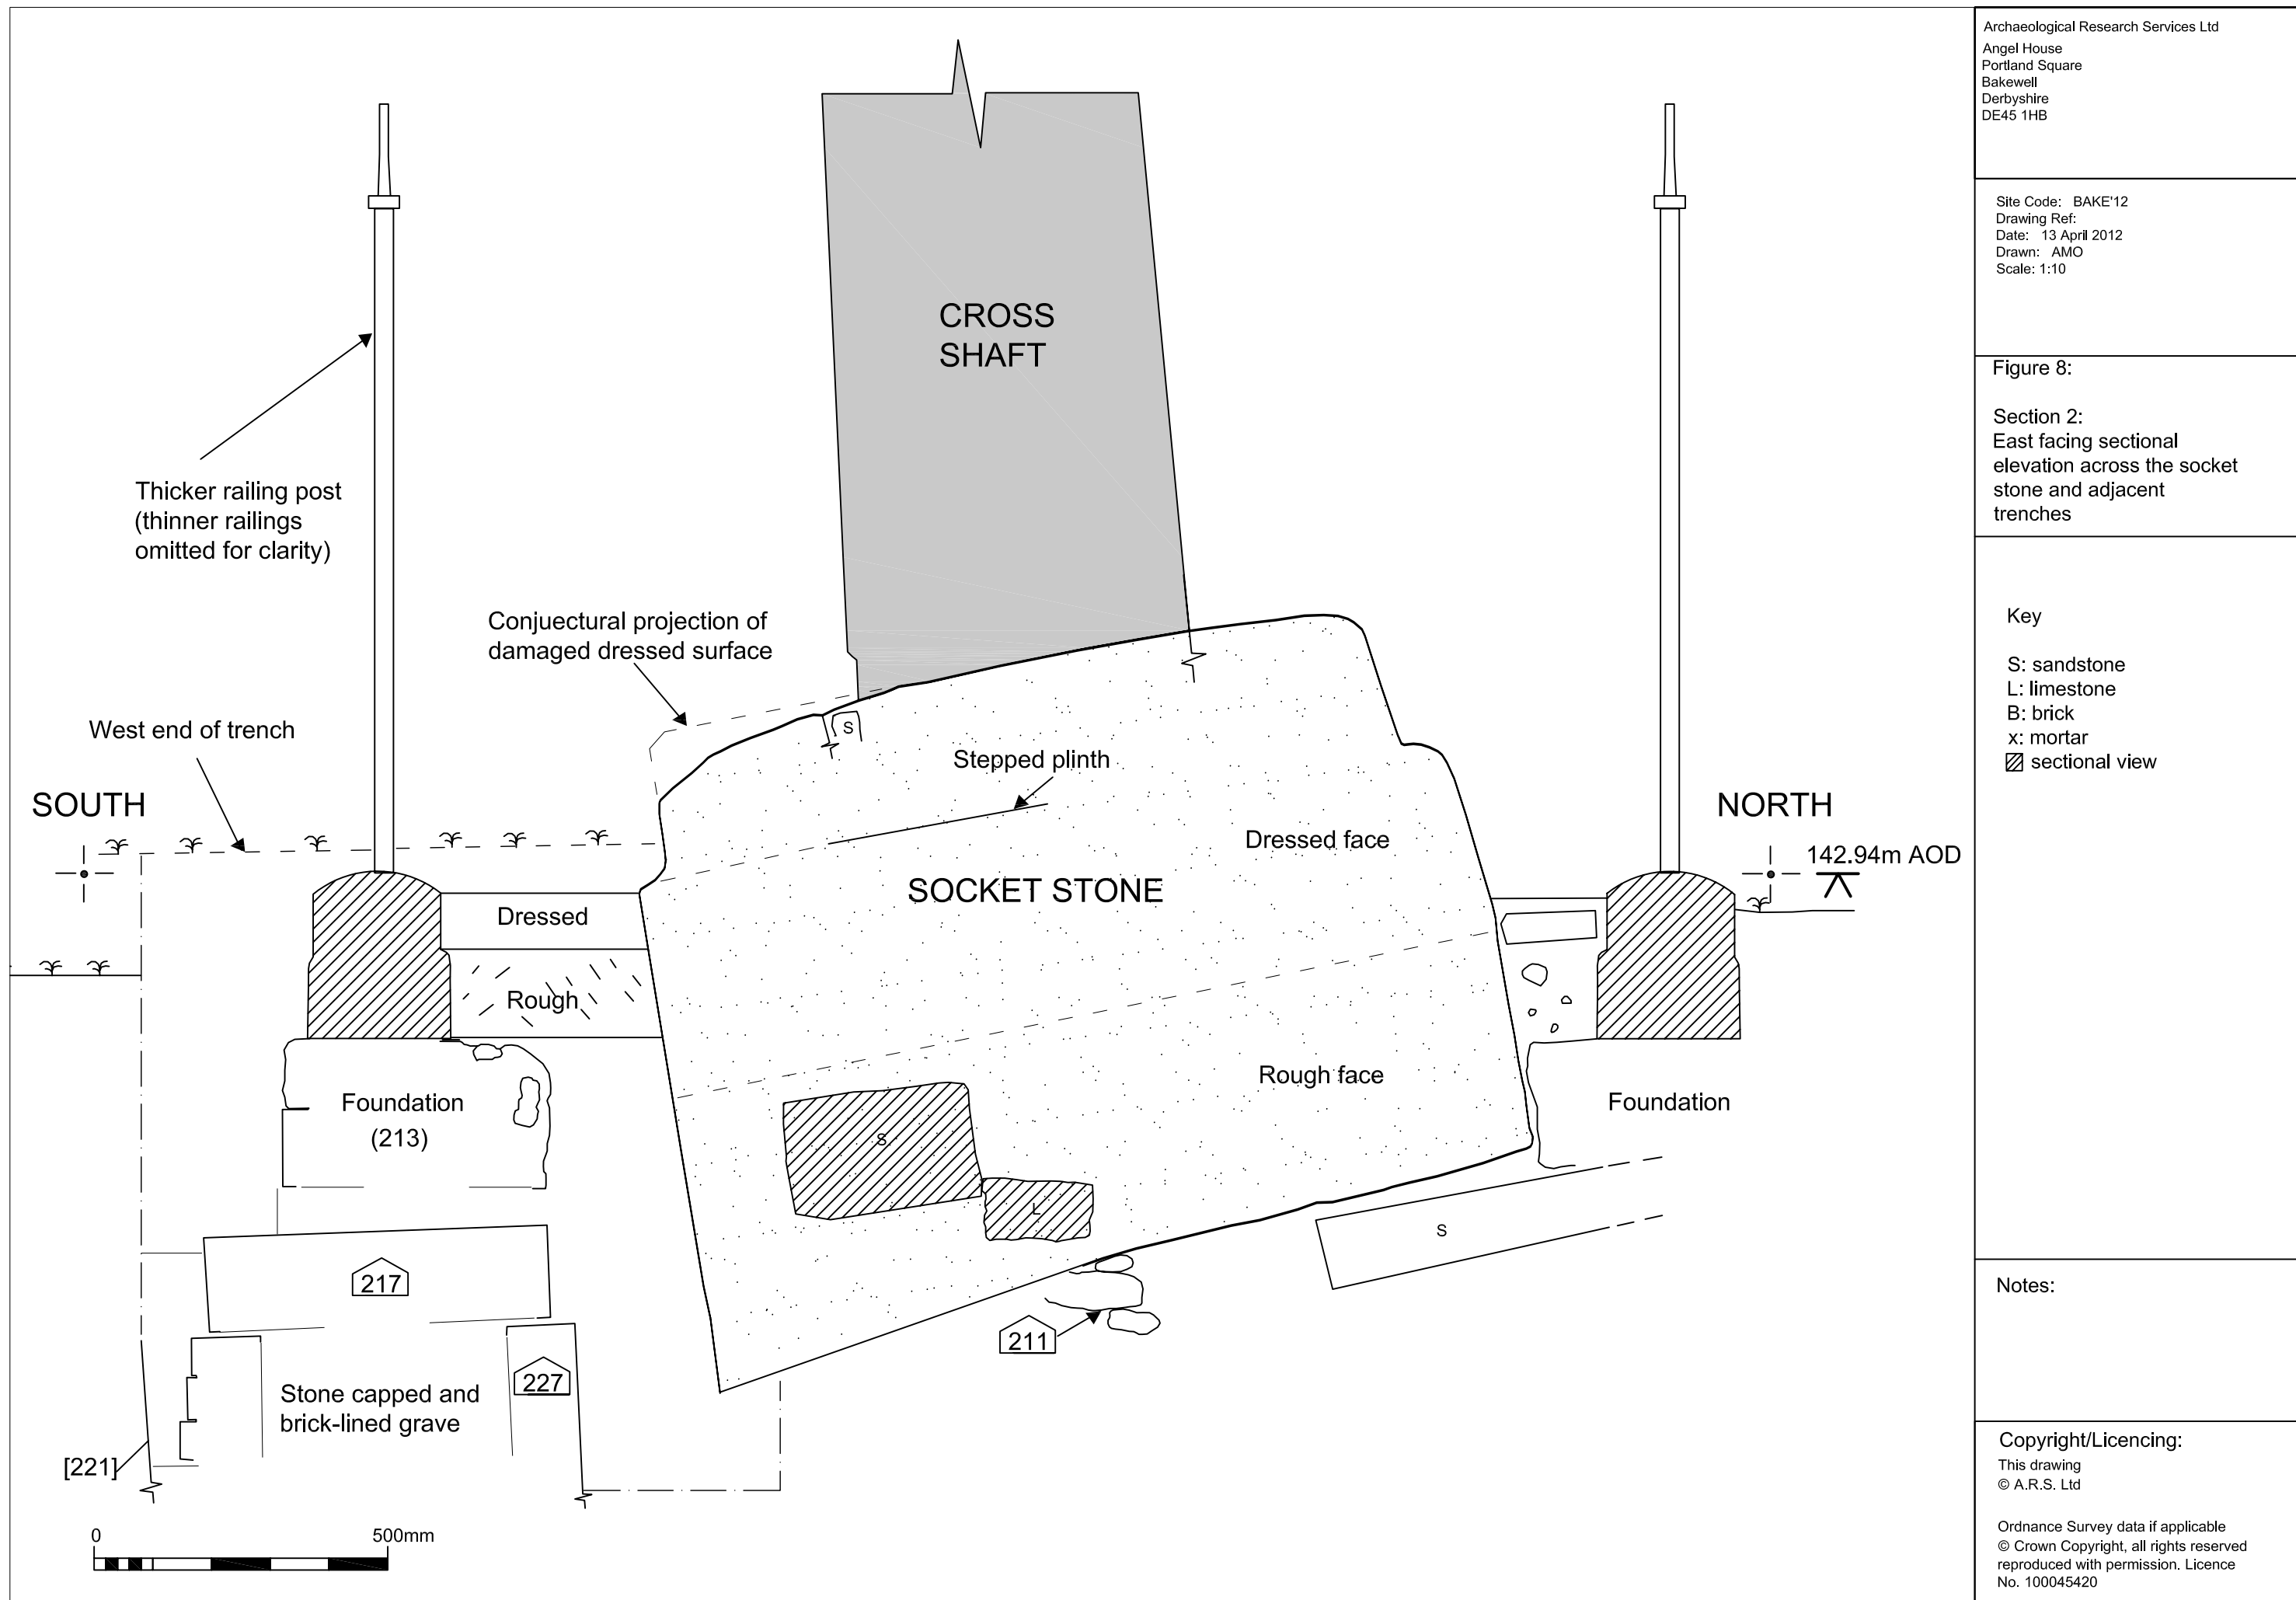 CROSS
SHAFT
Thicker railing post
(thinner railings
omitted for clarity)
Conjuectural projection of
damaged dressed surface
West end of trench
S
Stepped plinth
SOUTH
NORTH
Dressed face
142.94m AOD
SOCKET STONE
Dressed
Rough
Rough face
Foundation
(213)
Foundation
S
L
S
217
211
227
Stone capped and
brick-lined grave
[221]
0
500mm
Archaeological Research Services Ltd
Angel House
Portland Square
Bakewell
Derbyshire
DE45 1HB
Site Code: BAKE'12
Drawing Ref:
Date: 13 April 2012
Drawn: AMO
Scale: 1:10
Figure 8:
Section 2:
East facing sectional
elevation across the socket
stone and adjacent
trenches
Key
S: sandstone
L: limestone
B: brick
x: mortar
sectional view
Notes:
Copyright/Licencing:
This drawing
© A.R.S. Ltd
Ordnance Survey data if applicable
© Crown Copyright, all rights reserved
reproduced with permission. Licence
No. 100045420